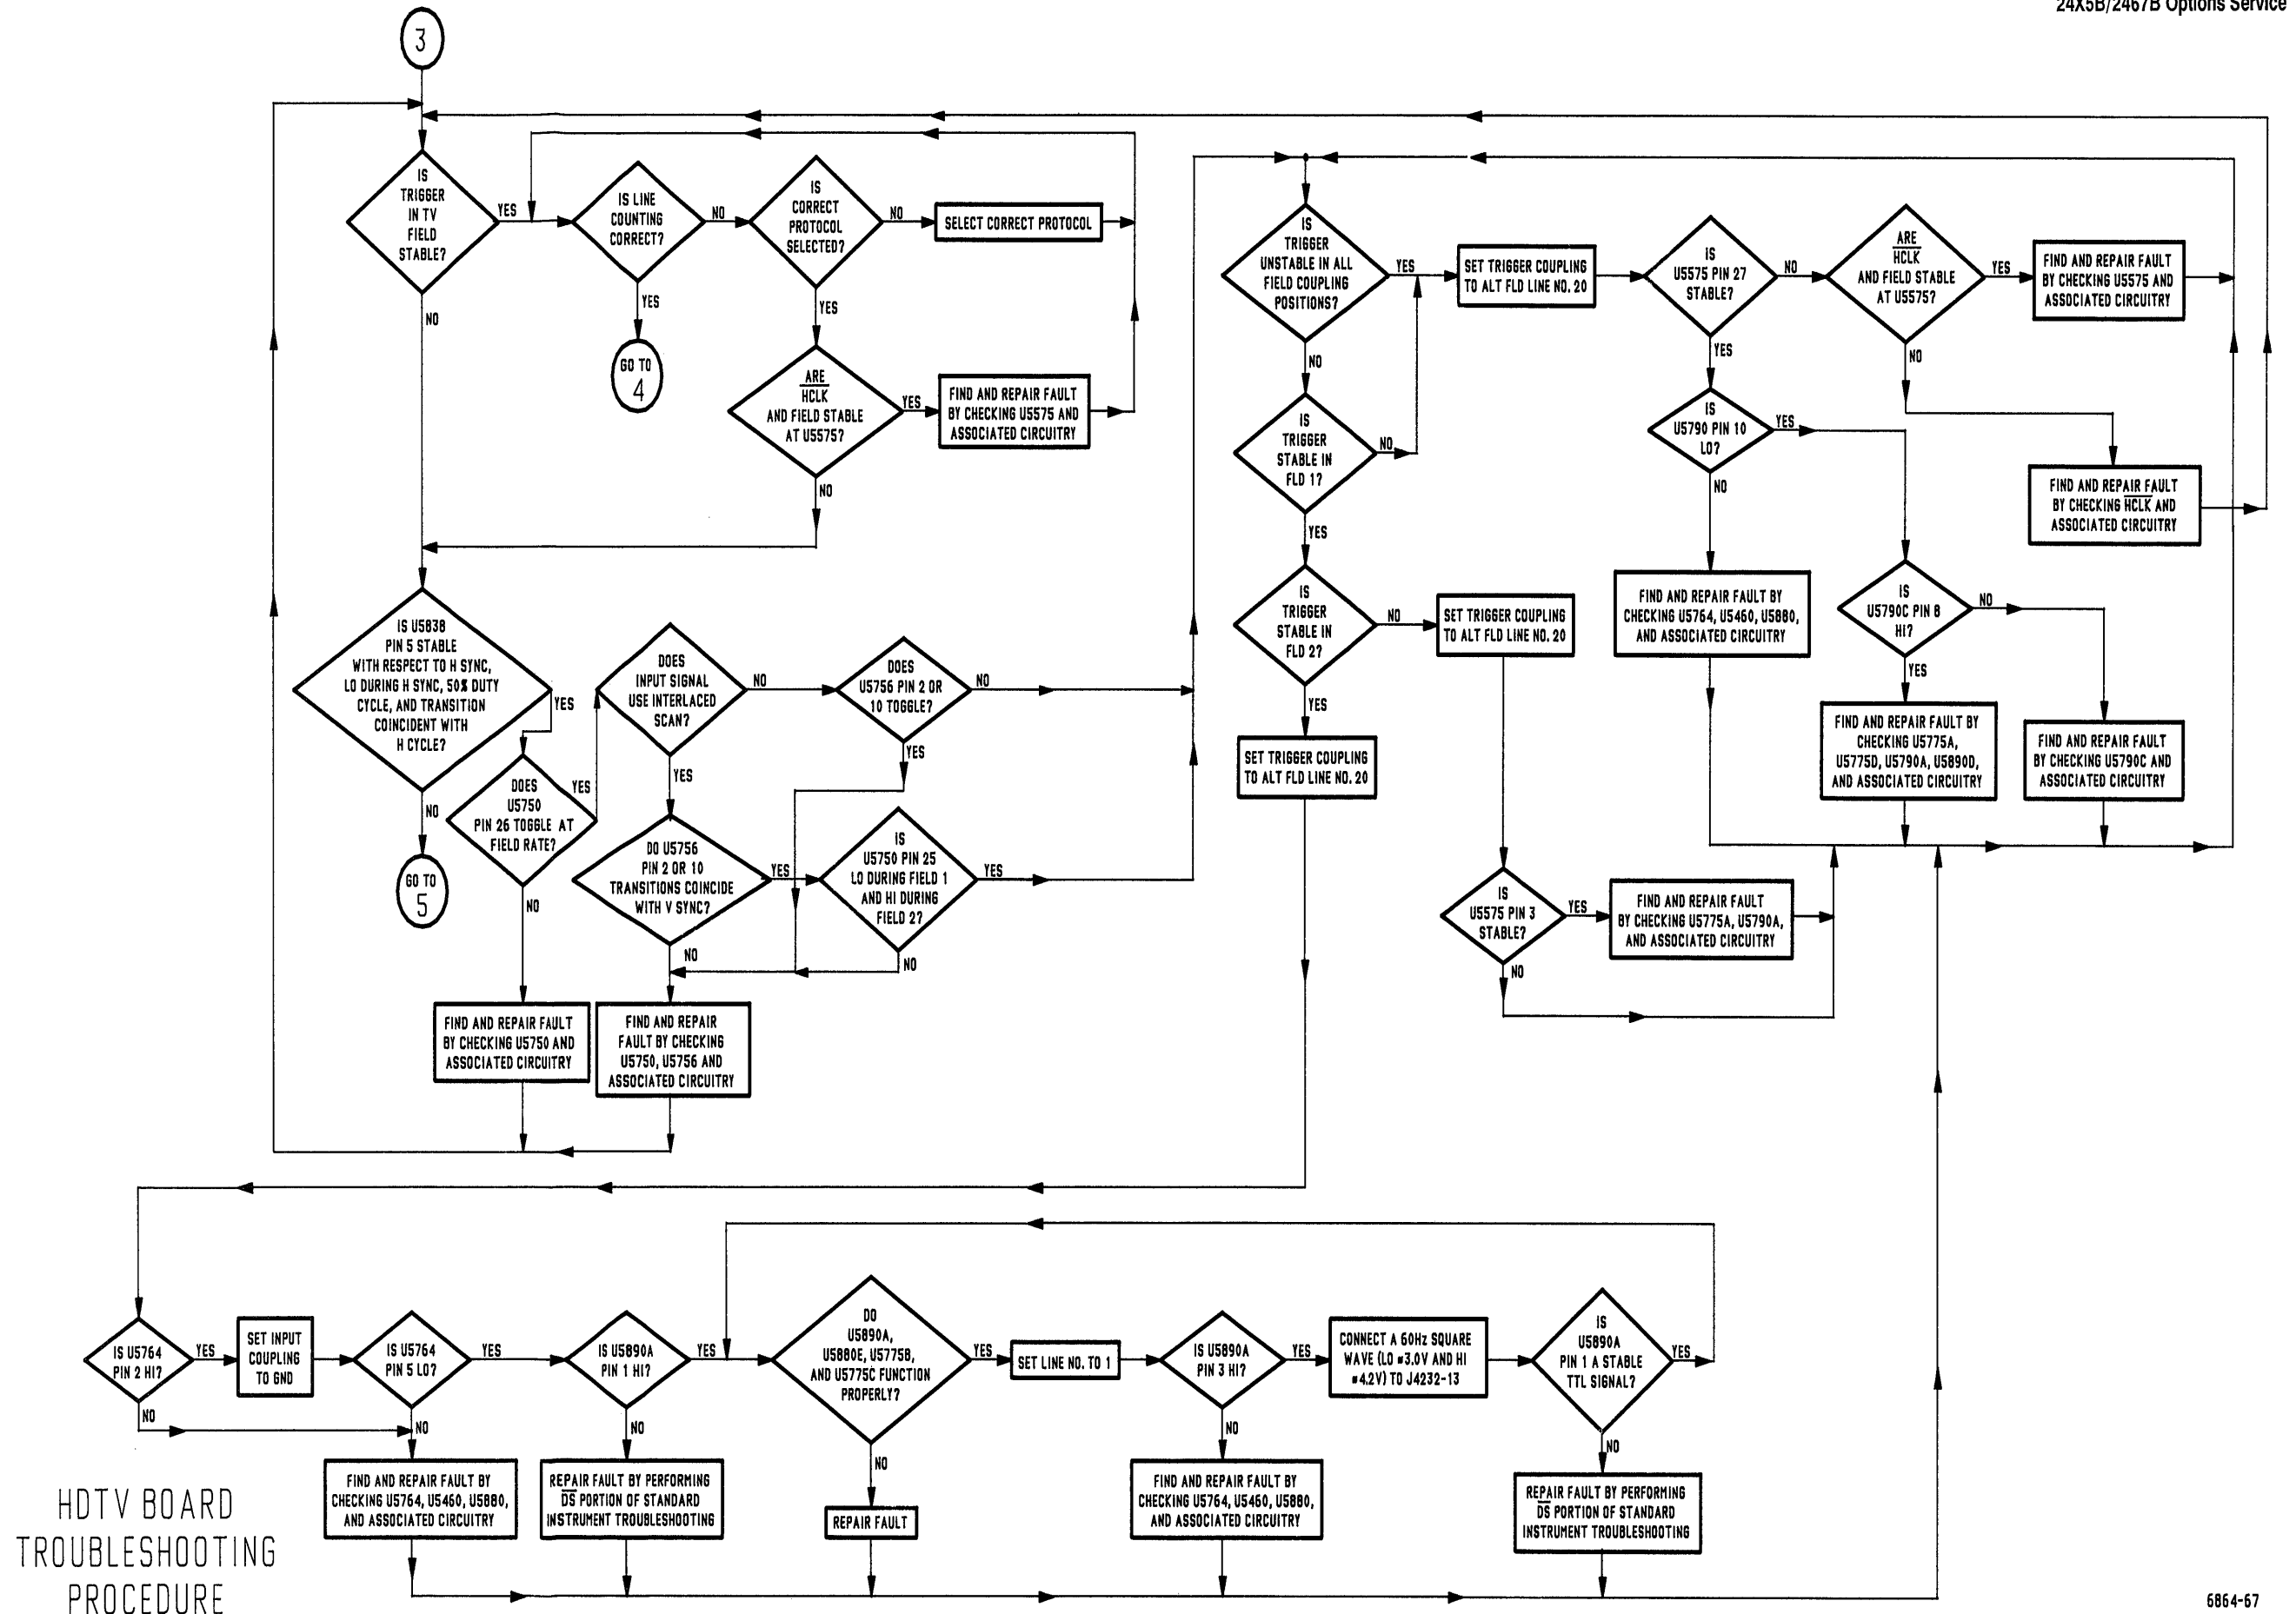 24X5B/2467B Options Service
3
IS
TRIGGER
IN TV
FIELD
STABLE?
YES
NO
IS LINE
COUNTING
CORRECT?
NO
YES
GO TO
4
IS
CORRECT
PROTOCOL
SELECTED?
NO
YES
SELECT CORRECT PROTOCOL
ARE
HCLK
AND FIELD STABLE
AT U5575?
YES
NO
FIND AND REPAIR FAULT
BY CHECKING U5575 AND
ASSOCIATED CIRCUITRY
IS U5838
PIN 5 STABLE
WITH RESPECT TO H SYNC,
LO DURING H SYNC, 50% DUTY
CYCLE, AND TRANSITION
COINCIDENT WITH
H CYCLE?
YES
NO
GO TO
5
DOES
U5750
PIN 26 TOGGLE AT
FIELD RATE?
YES
NO
FIND AND REPAIR FAULT
BY CHECKING U5750 AND
ASSOCIATED CIRCUITRY
DOES
INPUT SIGNAL
USE INTERLACED
SCAN?
NO
YES
DOES
U5756 PIN 2 OR
10 TOGGLE?
NO
YES
DO U5756
PIN 2 OR 10
TRANSITIONS COINCIDE
WITH V SYNC?
YES
NO
IS
U5750 PIN 25
LO DURING FIELD 1
AND HI DURING
FIELD 2?
YES
NO
FIND AND REPAIR
FAULT BY CHECKING
U5750, U5756 AND
ASSOCIATED CIRCUITRY
IS
TRIGGER
UNSTABLE IN ALL
FIELD COUPLING
POSITIONS?
YES
NO
SET TRIGGER COUPLING
TO ALT FLD LINE NO. 20
IS
U5575 PIN 27
STABLE?
NO
YES
ARE
HCLK
AND FIELD STABLE
AT U5575?
YES
NO
FIND AND REPAIR FAULT
BY CHECKING U5575 AND
ASSOCIATED CIRCUITRY
IS
TRIGGER
STABLE IN
FLD 1?
NO
YES
IS
U5790 PIN 10
LO?
YES
NO
FIND AND REPAIR FAULT
BY CHECKING HCLK AND
ASSOCIATED CIRCUITRY
IS
TRIGGER
STABLE IN
FLD 2?
NO
YES
SET TRIGGER COUPLING
TO ALT FLD LINE NO. 20
FIND AND REPAIR FAULT BY
CHECKING U5764, U5460, U5880,
AND ASSOCIATED CIRCUITRY
IS
U5790C PIN 8
HI?
NO
YES
SET TRIGGER COUPLING
TO ALT FLD LINE NO. 20
FIND AND REPAIR FAULT BY
CHECKING U5775A,
U5775D, U5790A, U5890D,
AND ASSOCIATED CIRCUITRY
FIND AND REPAIR FAULT
BY CHECKING U5790C AND
ASSOCIATED CIRCUITRY
IS
U5575 PIN 3
STABLE?
YES
NO
FIND AND REPAIR FAULT
BY CHECKING U5775A, U5790A,
AND ASSOCIATED CIRCUITRY
IS U5764
PIN 2 HI?
YES
NO
SET INPUT
COUPLING
TO GND
IS U5764
PIN 5 LO?
YES
NO
IS U5890A
PIN 1 HI?
YES
NO
DO
U5890A,
U5880E, U5775B,
AND U5775C FUNCTION
PROPERLY?
YES
NO
SET LINE NO. TO 1
IS U5890A
PIN 3 HI?
YES
NO
CONNECT A 60Hz SQUARE
WAVE (LO ≈3.0V AND HI
≈4.2V) TO J4232-13
IS
U5890A
PIN 1 A STABLE
TTL SIGNAL?
YES
NO
FIND AND REPAIR FAULT BY
CHECKING U5764, U5460, U5880,
AND ASSOCIATED CIRCUITRY
REPAIR FAULT BY PERFORMING
DS PORTION OF STANDARD
INSTRUMENT TROUBLESHOOTING
REPAIR FAULT
FIND AND REPAIR FAULT BY
CHECKING U5764, U5460, U5880,
AND ASSOCIATED CIRCUITRY
REPAIR FAULT BY PERFORMING
DS PORTION OF STANDARD
INSTRUMENT TROUBLESHOOTING
HDTV BOARD
TROUBLESHOOTING
PROCEDURE
6864-67